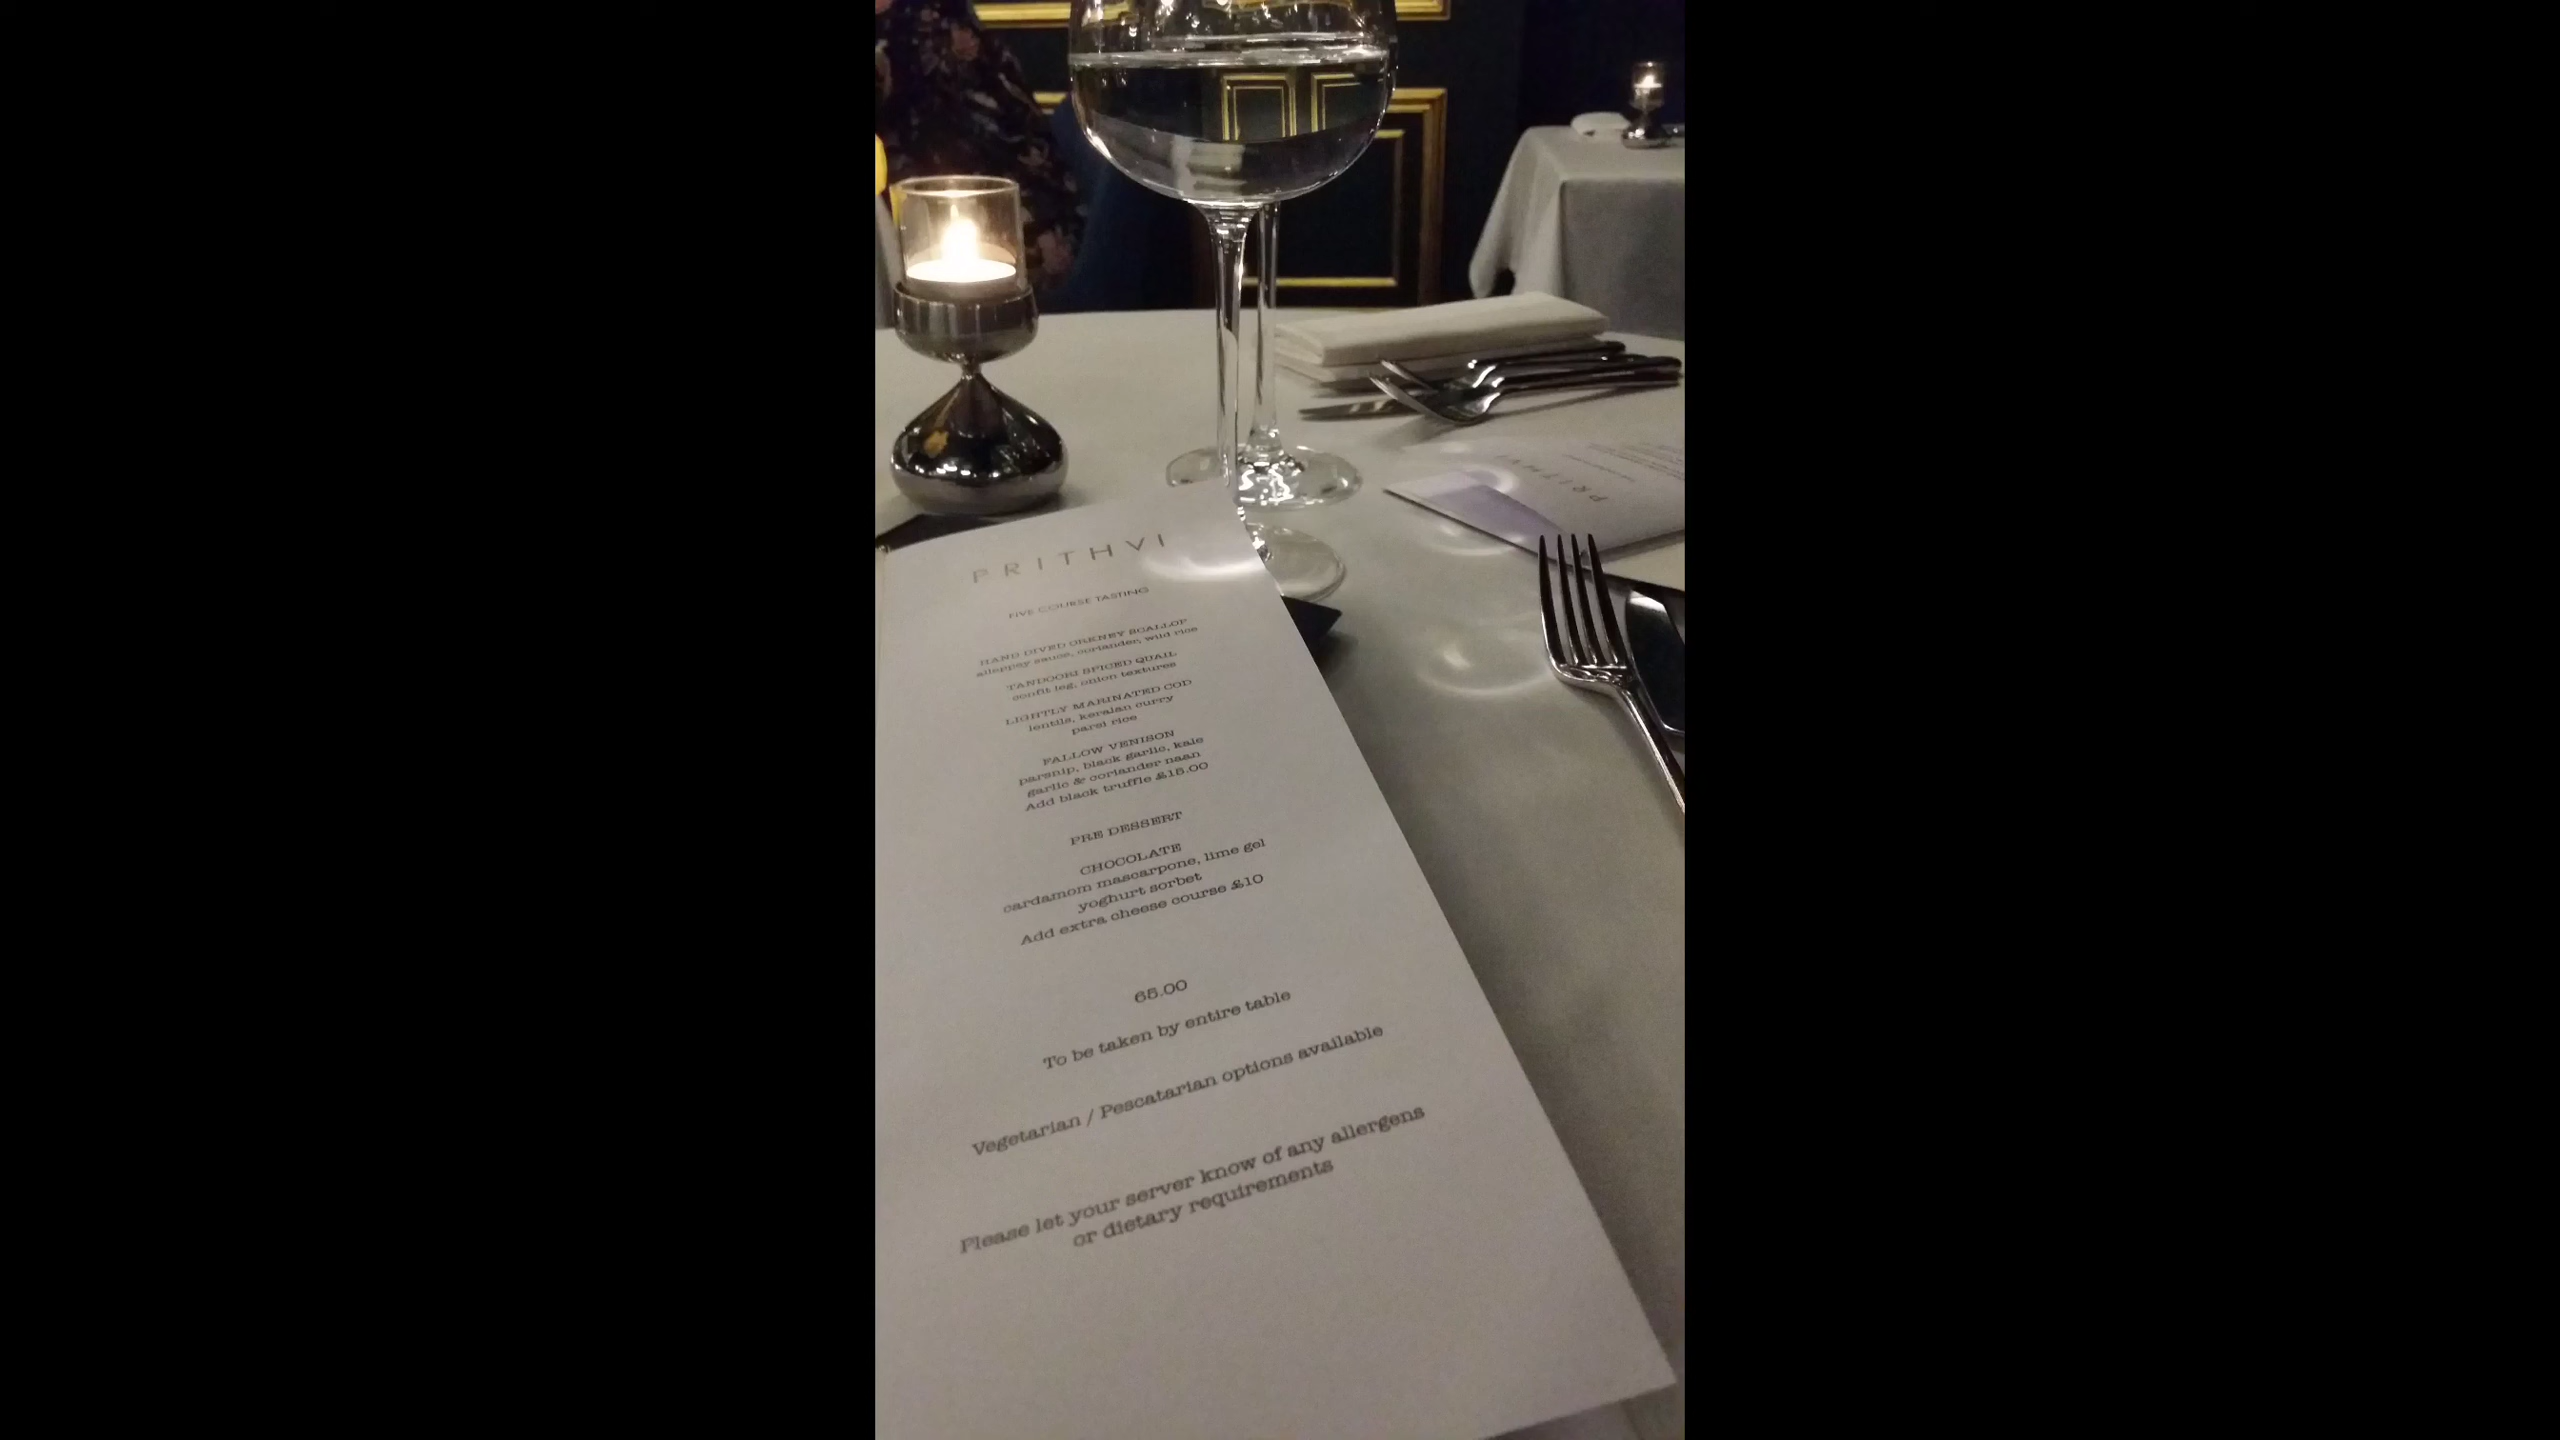 PRITHVI
FIVE COURSE TASTING
HAND DIVED ORKNEY SCALLOP
alleppay sauce, coriander, wild rice
TANDOORI SPICED QUAIL
confit leg, onion textures
LIGHTLY MARINATED COD
lentils, keralan curry
parsi rice
FALLOW VENISON
parsnip, black garlic, kale
garlic & coriander naan
Add black truffle £15.00
PRE DESSERT
CHOCOLATE
cardamom mascarpone, lime gel
yoghurt sorbet
Add extra cheese course £10
65.00
To be taken by entire table
Vegetarian / Pescatarian options available
Please let your server know of any allergens
or dietary requirements
PRITHVI